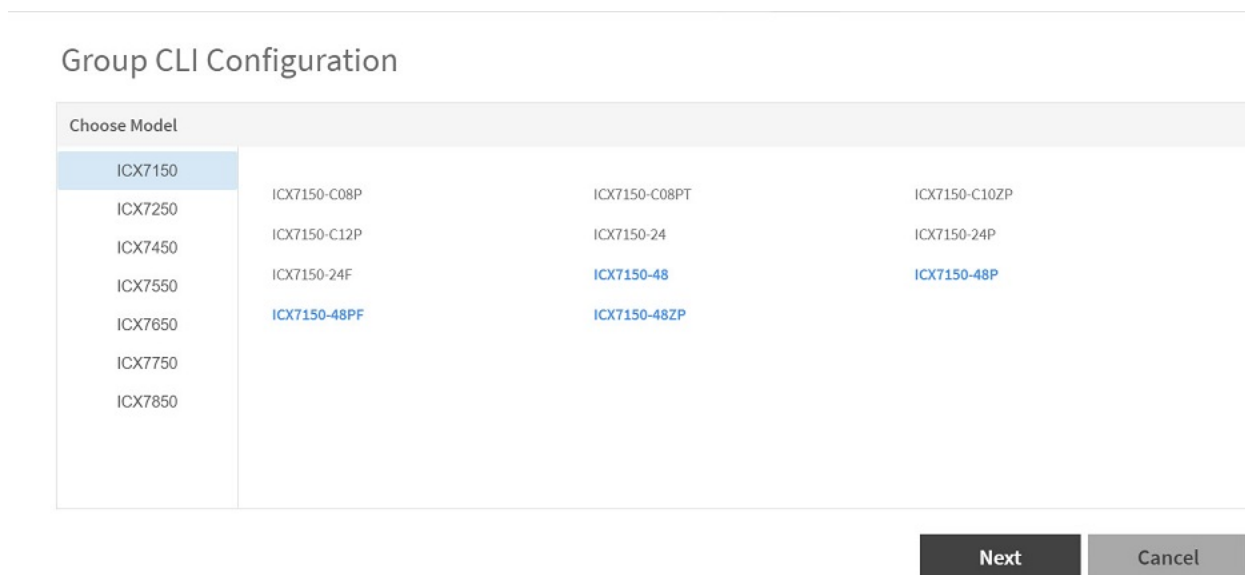 Group CLI Configuration
Choose Model
ICX7150
ICX7250
ICX7450
ICX7550
ICX7650
ICX7750
ICX7850
ICX7150-C08P ICX7150-C08PT ICX7150-C10ZP
ICX7150-C12P ICX7150-24 ICX7150-24P
ICX7150-24F ICX7150-48 ICX7150-48P
ICX7150-48PF ICX7150-48ZP
Next Cancel